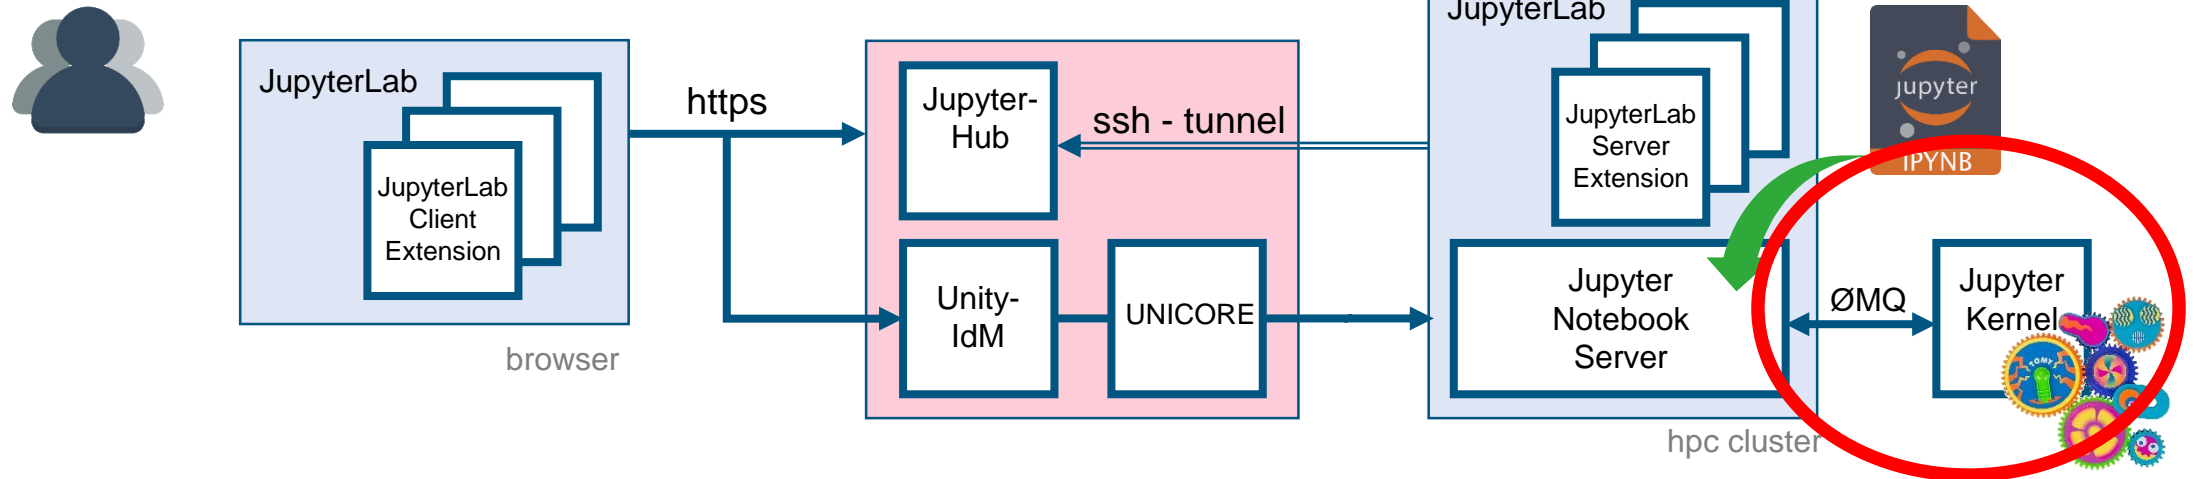 JupyterLab
JupyterLab
Client
Extension
browser
https
Jupyter-
Hub
ssh - tunnel
Unity-
IdM
UNICORE
JupyterLab
JupyterLab
Server
Extension
Jupyter
Notebook
Server
hpc cluster
jupyter
IPYNB
ØMQ
Jupyter
Kernel
TOMY